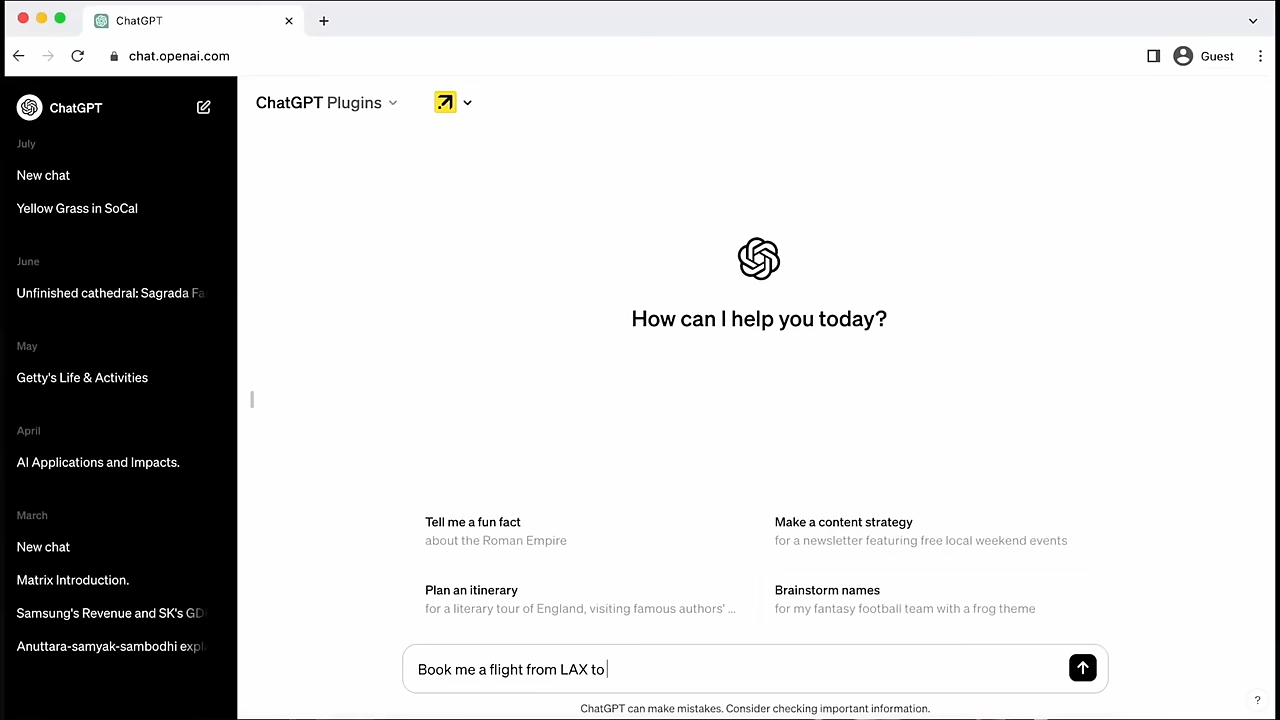 ChatGPT
chat.openai.com
Guest
ChatGPT
July
New chat
Yellow Grass in SoCal
June
Unfinished cathedral: Sagrada Fa
May
Getty's Life & Activities
April
AI Applications and Impacts.
March
New chat
Matrix Introduction.
Samsung's Revenue and SK's GD
Anuttara-samyak-sambodhi expl
ChatGPT Plugins
How can I help you today?
Tell me a fun fact
about the Roman Empire
Make a content strategy
for a newsletter featuring free local weekend events
Plan an itinerary
for a literary tour of England, visiting famous authors' ...
Brainstorm names
for my fantasy football team with a frog theme
Book me a flight from LAX to
ChatGPT can make mistakes. Consider checking important information.
?